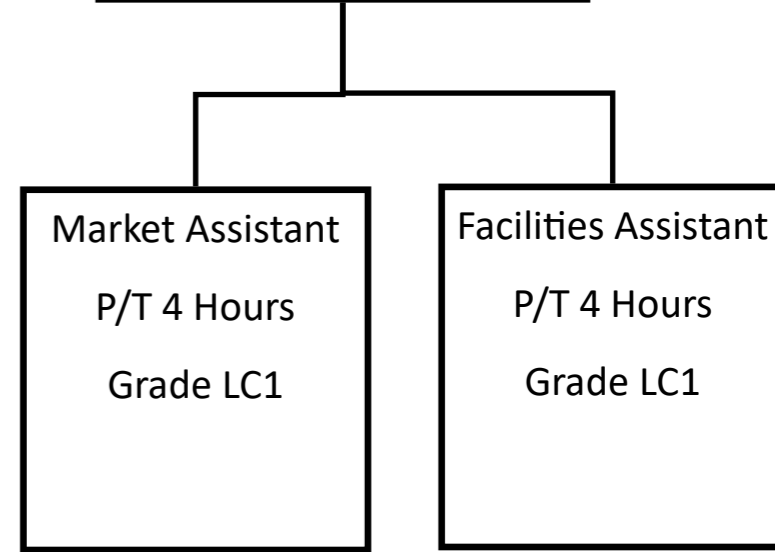 Market Assistant
P/T 4 Hours
Grade LC1
Facilities Assistant
P/T 4 Hours
Grade LC1